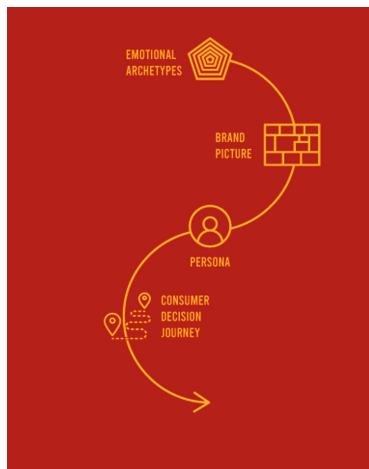 EMOTIONAL
ARCHETYPES
BRAND
PICTURE
PERSONA
CONSUMER
DECISION
JOURNEY